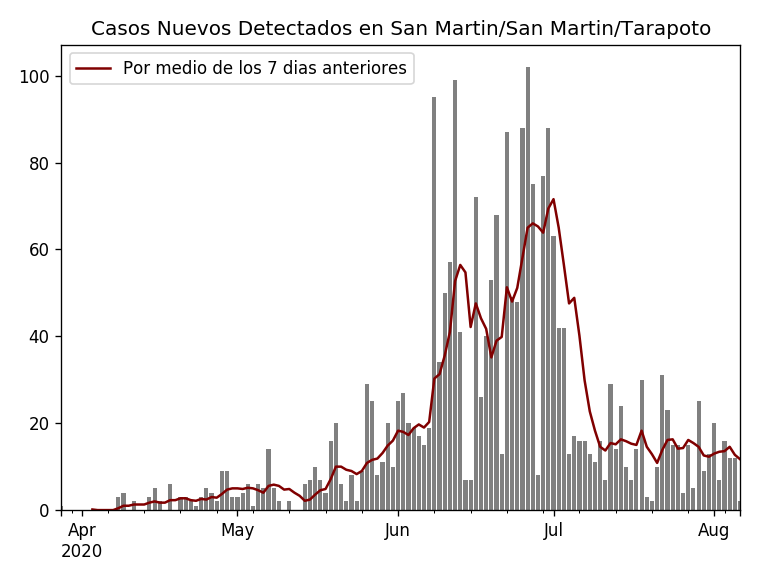 Casos Nuevos Detectados en San Martin/San Martin/Tarapoto
Por medio de los 7 dias anteriores
100
80
60
40
20
0
Apr May Jun Jul Aug
2020